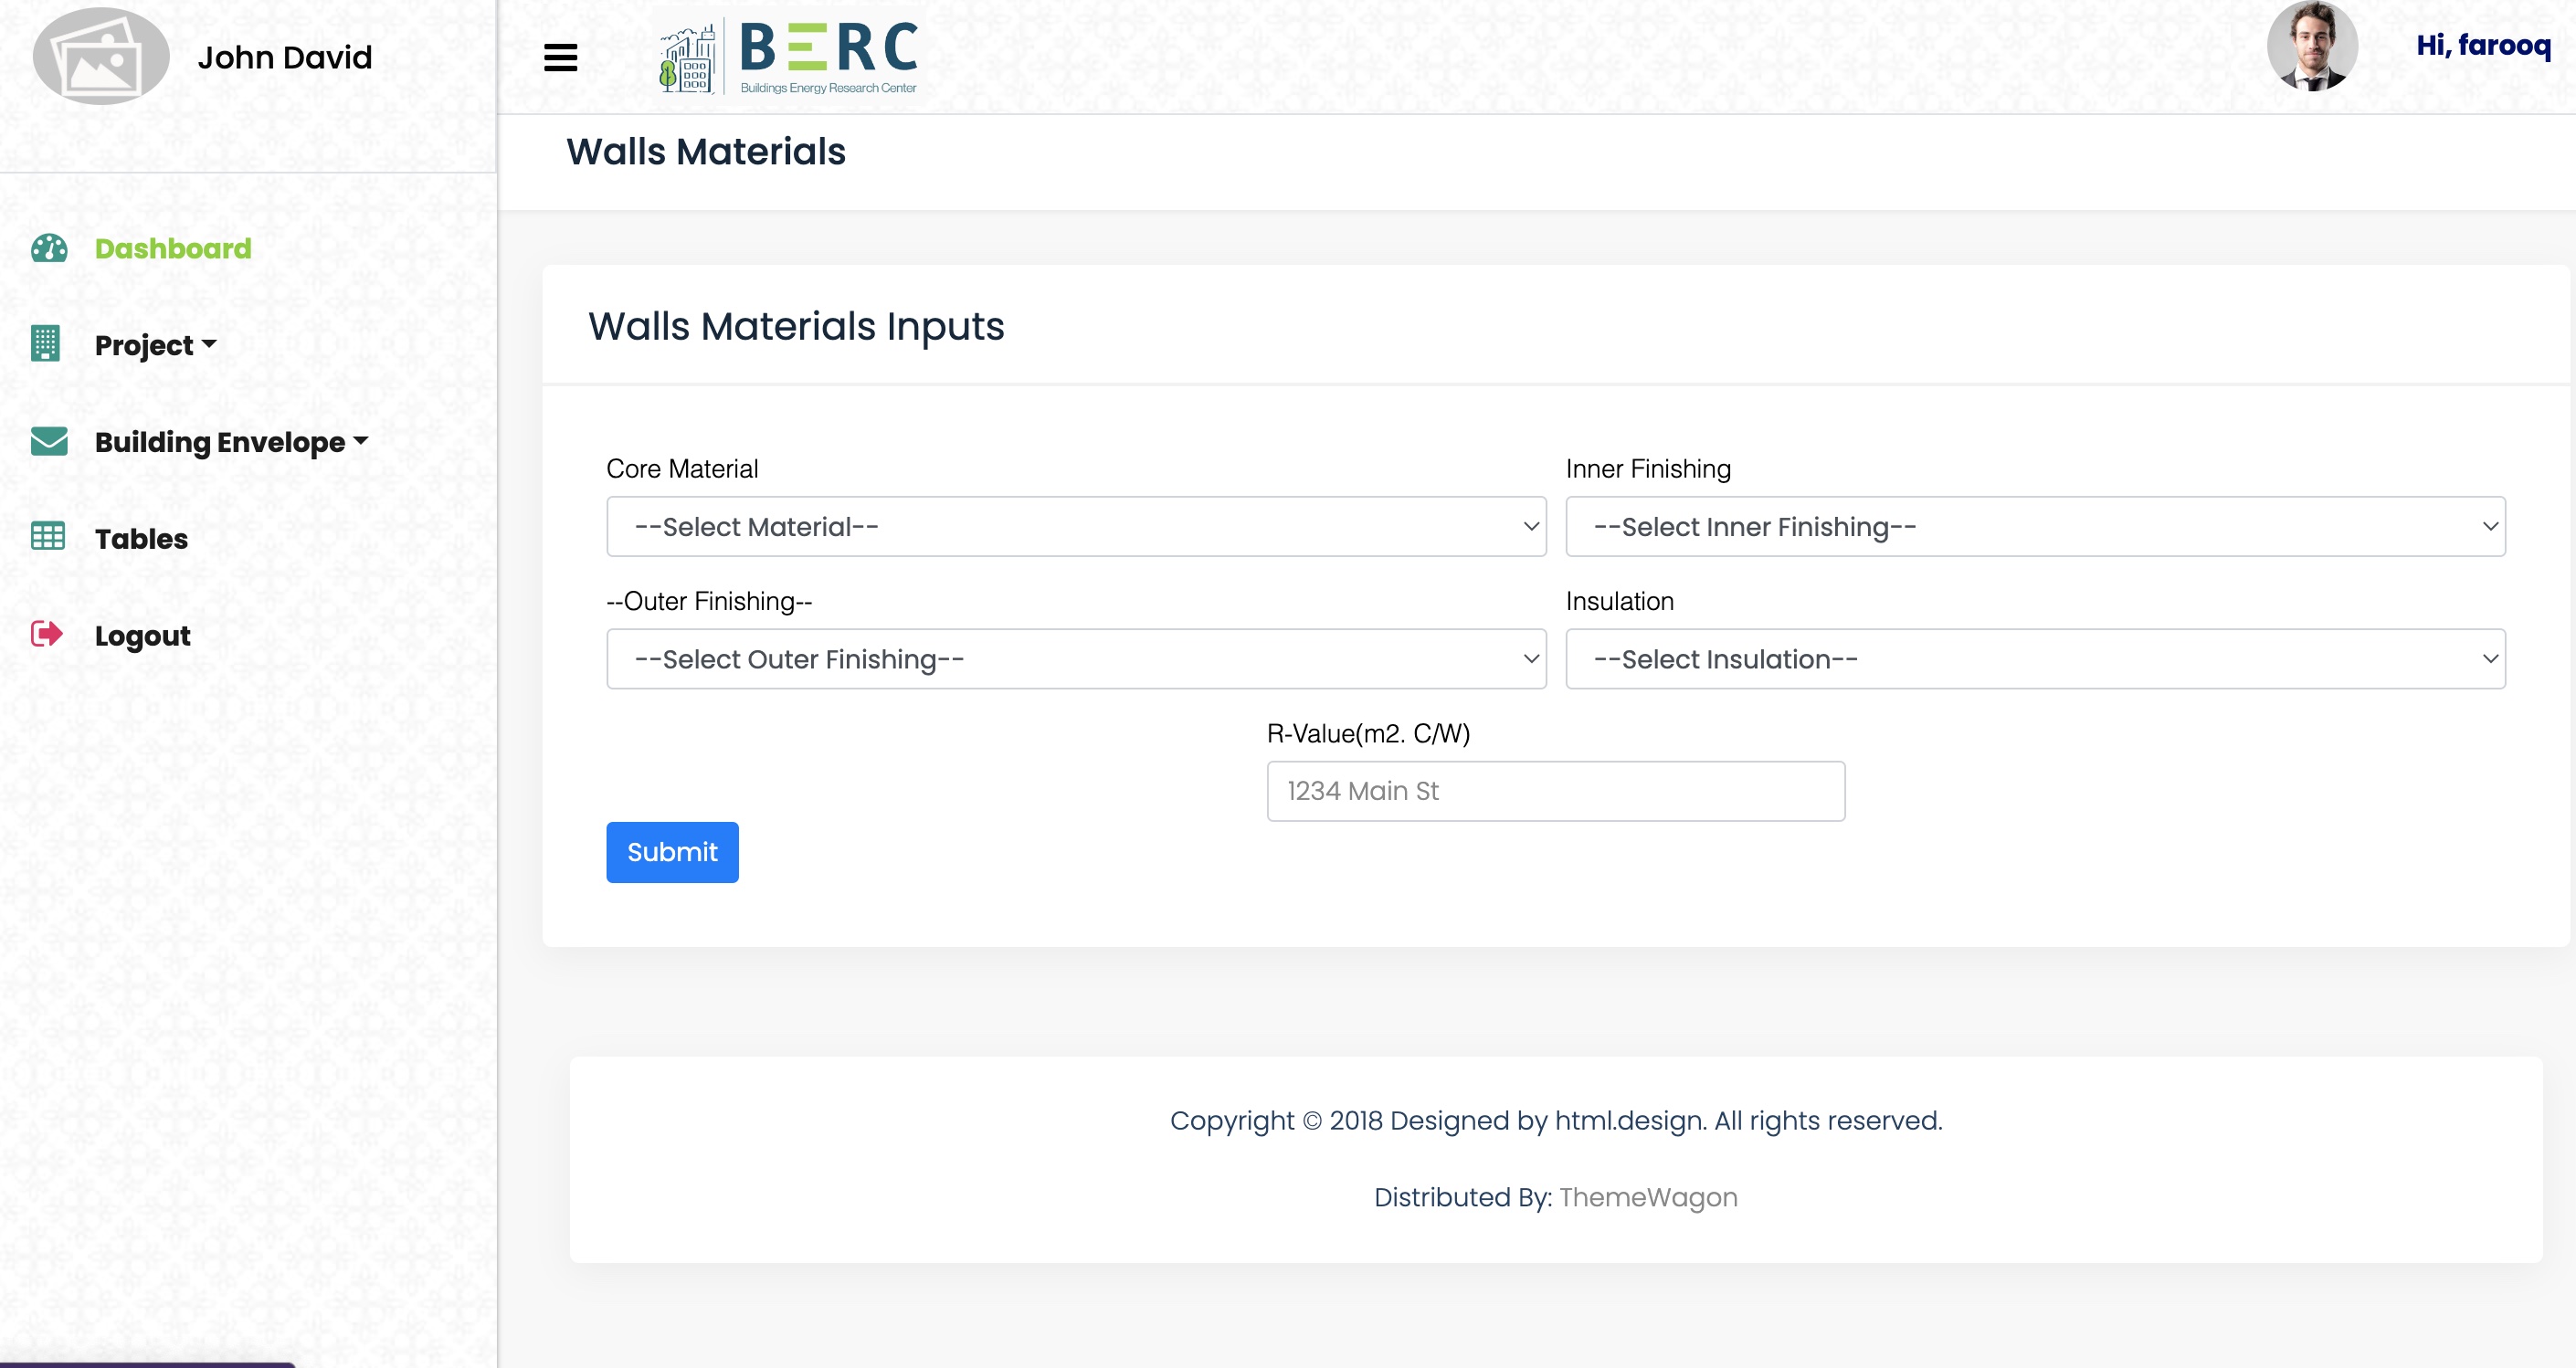 John David
BERC
Buildings Energy Research Center
Hi, farooq
Walls Materials
Dashboard
Project
Building Envelope
Tables
Logout
Walls Materials Inputs
Core Material
Inner Finishing
--Select Material--
--Select Inner Finishing--
--Outer Finishing--
Insulation
--Select Outer Finishing--
--Select Insulation--
R-Value(m2. C/W)
1234 Main St
Submit
Copyright © 2018 Designed by html.design. All rights reserved.
Distributed By: ThemeWagon